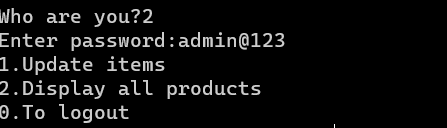 Who are you?2
Enter password:admin@123
1.Update items
2.Display all products
0.To logout